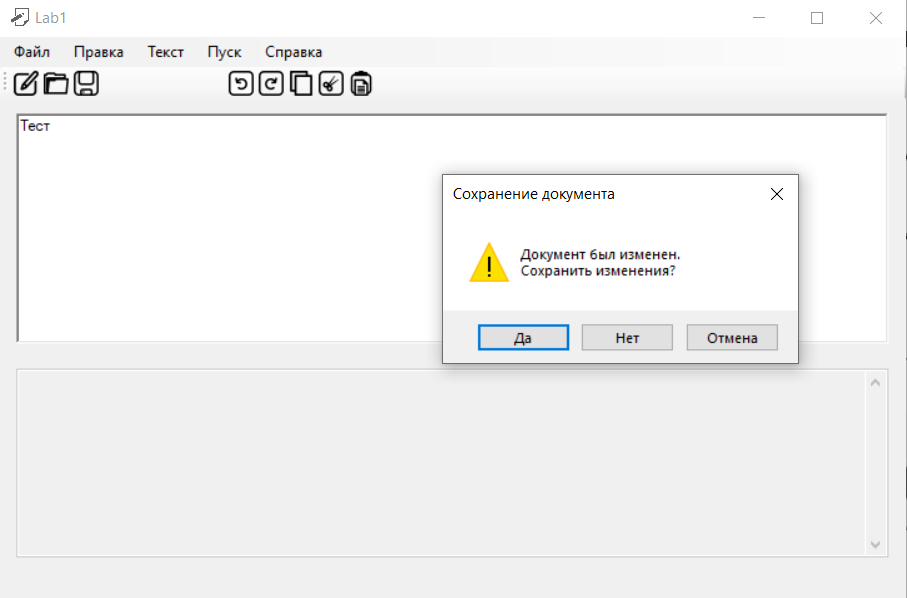 Lab1
Файл Правка Текст Пуск Справка
Тест
Сохранение документа
Документ был изменен.
Сохранить изменения?
Да Нет Отмена